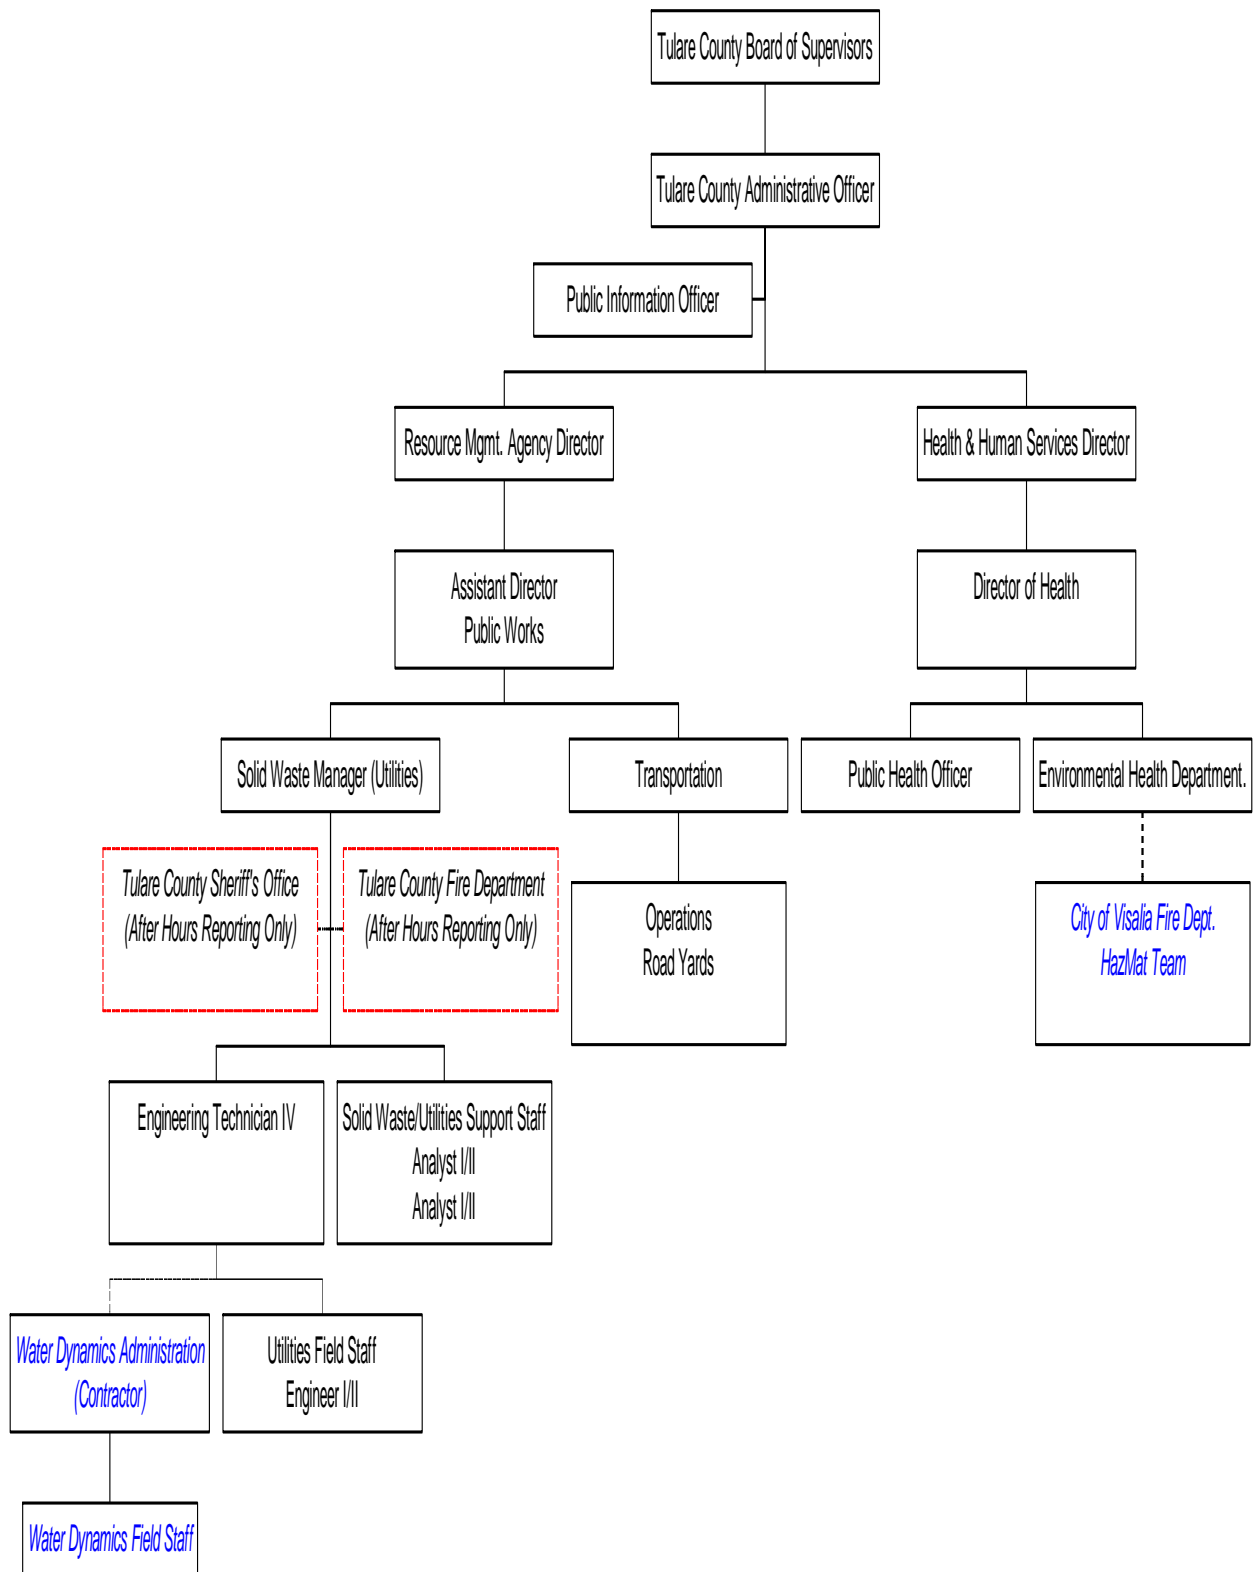 Tulare County Board of Supervisors
Tulare County Administrative Officer
Public Information Officer
Resource Mgmt. Agency Director
Health & Human Services Director
Assistant Director
Public Works
Director of Health
Solid Waste Manager (Utilities)
Transportation
Public Health Officer
Environmental Health Department.
Tulare County Sheriff's Office
(After Hours Reporting Only)
Tulare County Fire Department
(After Hours Reporting Only)
Operations
Road Yards
City of Visalia Fire Dept.
HazMat Team
Engineering Technician IV
Solid Waste/Utilities Support Staff
Analyst I/II
Analyst I/II
Water Dynamics Administration
(Contractor)
Utilities Field Staff
Engineer I/II
Water Dynamics Field Staff